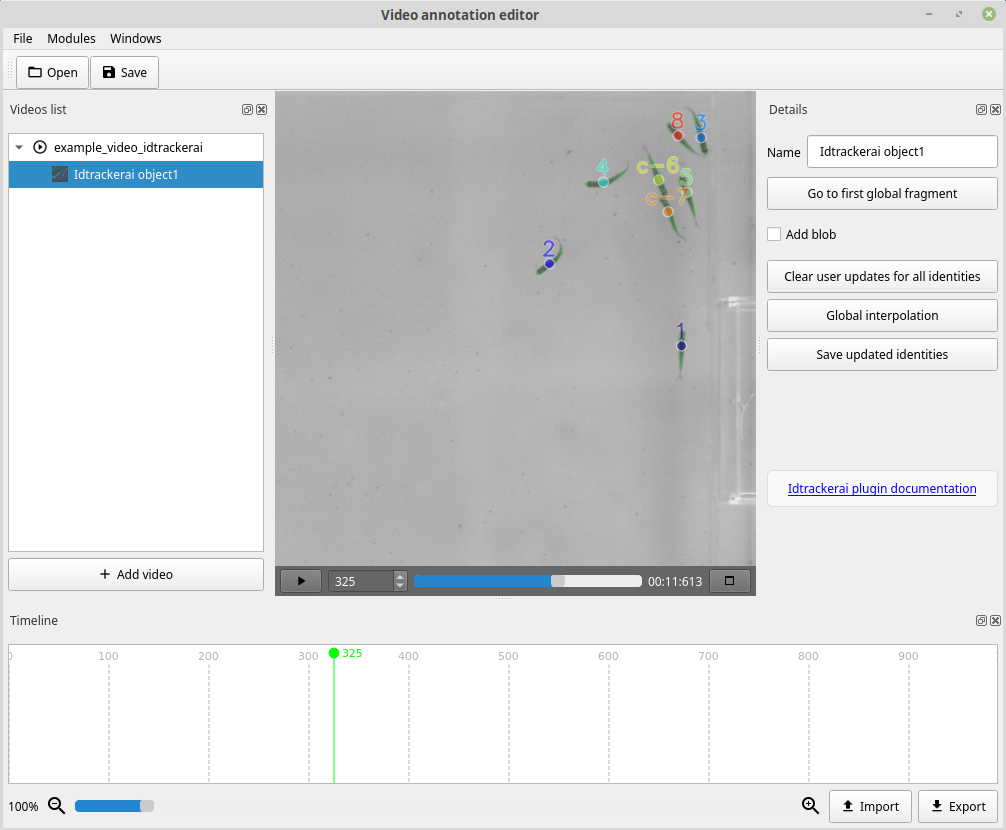 Video annotation editor
File Modules Windows
Open Save
Videos list
example_video_idtrackerai
Idtrackerai object1
Add video
8 3
c-6
4
5
c-7
2
1
325 00:11:613
Details
Name Idtrackerai object1
Go to first global fragment
Add blob
Clear user updates for all identities
Global interpolation
Save updated identities
Idtrackerai plugin documentation
Timeline
0 100 200 300 325 400 500 600 700 800 900
100% Import Export